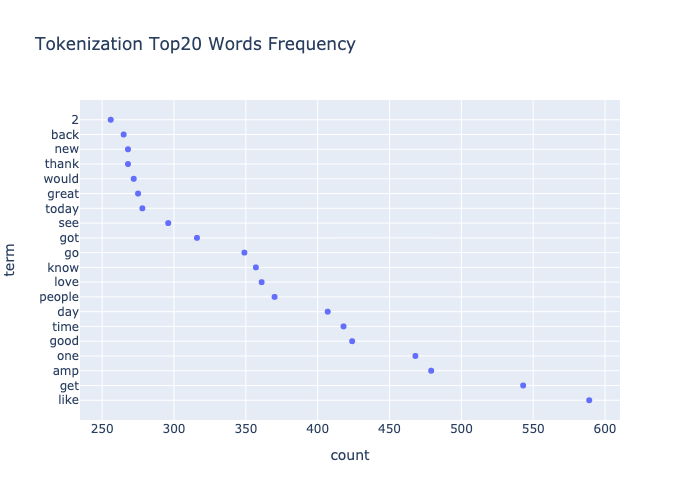 Tokenization Top20 Words Frequency
2
back
new
thank
would
great
today
see
got
go
know
love
people
day
time
good
one
amp
get
like
term
250 300 350 400 450 500 550 600
count